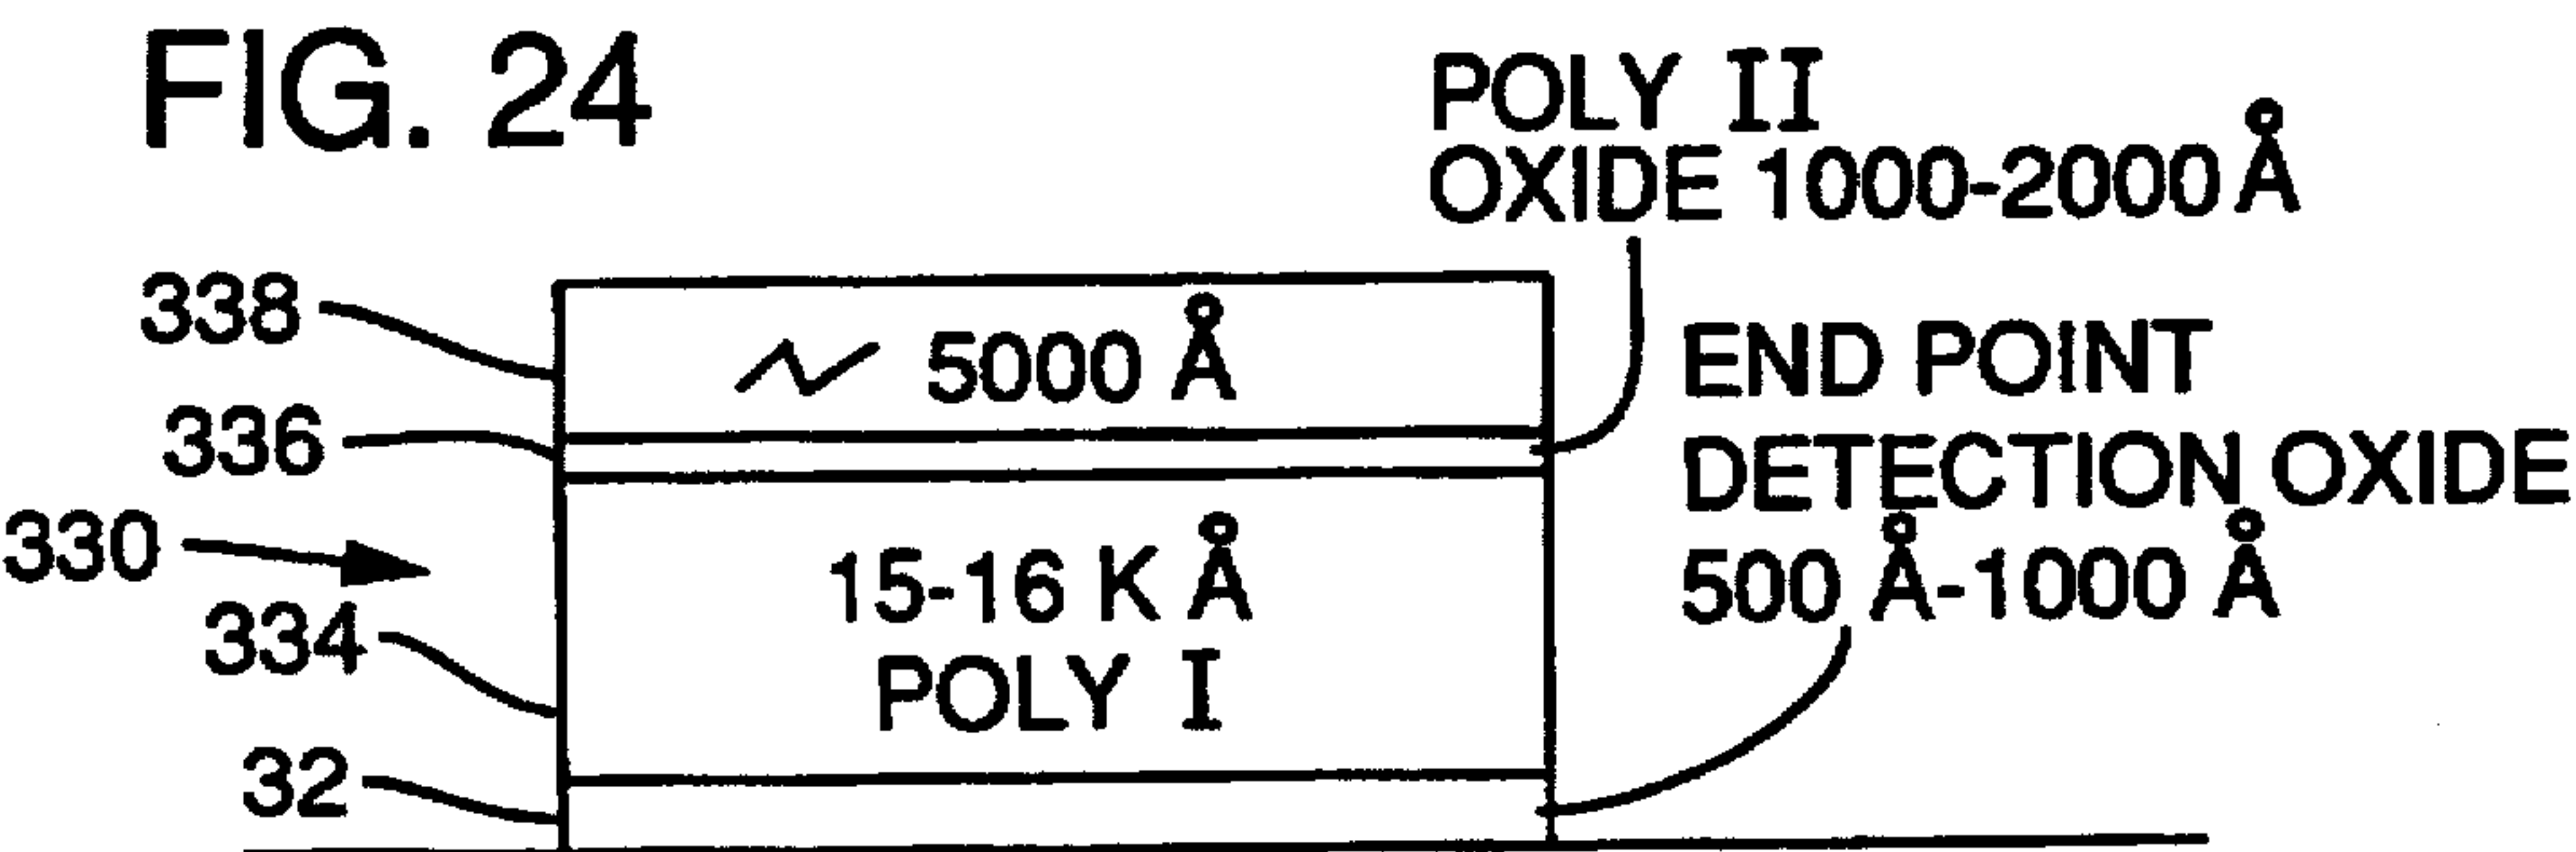 FIG. 24
POLY II
OXIDE 1000-2000 Å
338
5000 Å
END POINT
DETECTION OXIDE
500 Å-1000 Å
336
330
15-16 K Å
POLY I
334
32